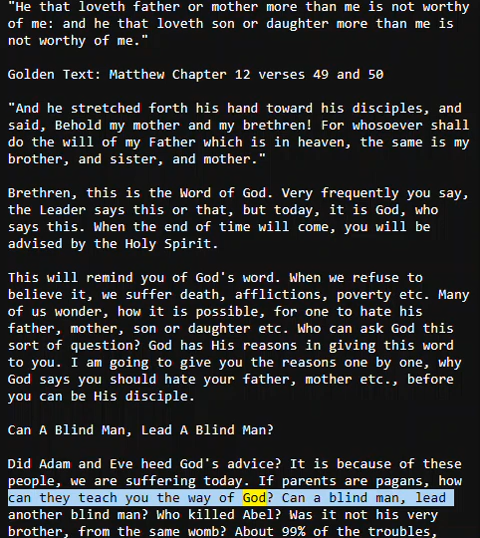 "He that loveth father or mother more than me is not worthy
of me: and he that loveth son or daughter more than me is
not worthy of me."
Golden Text: Matthew Chapter 12 verses 49 and 50
"And he stretched forth his hand toward his disciples, and
said, Behold my mother and my brethren! For whosoever shall
do the will of my Father which is in heaven, the same is my
brother, and sister, and mother."
Brethren, this is the Word of God. Very frequently you say,
the Leader says this or that, but today, it is God, who
says this. When the end of time will come, you will be
advised by the Holy Spirit.
This will remind you of God's word. When we refuse to
believe it, we suffer death, afflictions, poverty etc. Many
of us wonder, how it is possible, for one to hate his
father, mother, son or daughter etc. Who can ask God this
sort of question? God has His reasons in giving this word
to you. I am going to give you the reasons one by one, why
God says you should hate your father, mother etc., before
you can be His disciple.
Can A Blind Man, Lead A Blind Man?
Did Adam and Eve heed God's advice? It is because of these
people, we are suffering today. If parents are pagans, how
can they teach you the way of God? Can a blind man, lead
another blind man? Who killed Abel? Was it not his very
brother, from the same womb? About 99% of the troubles,